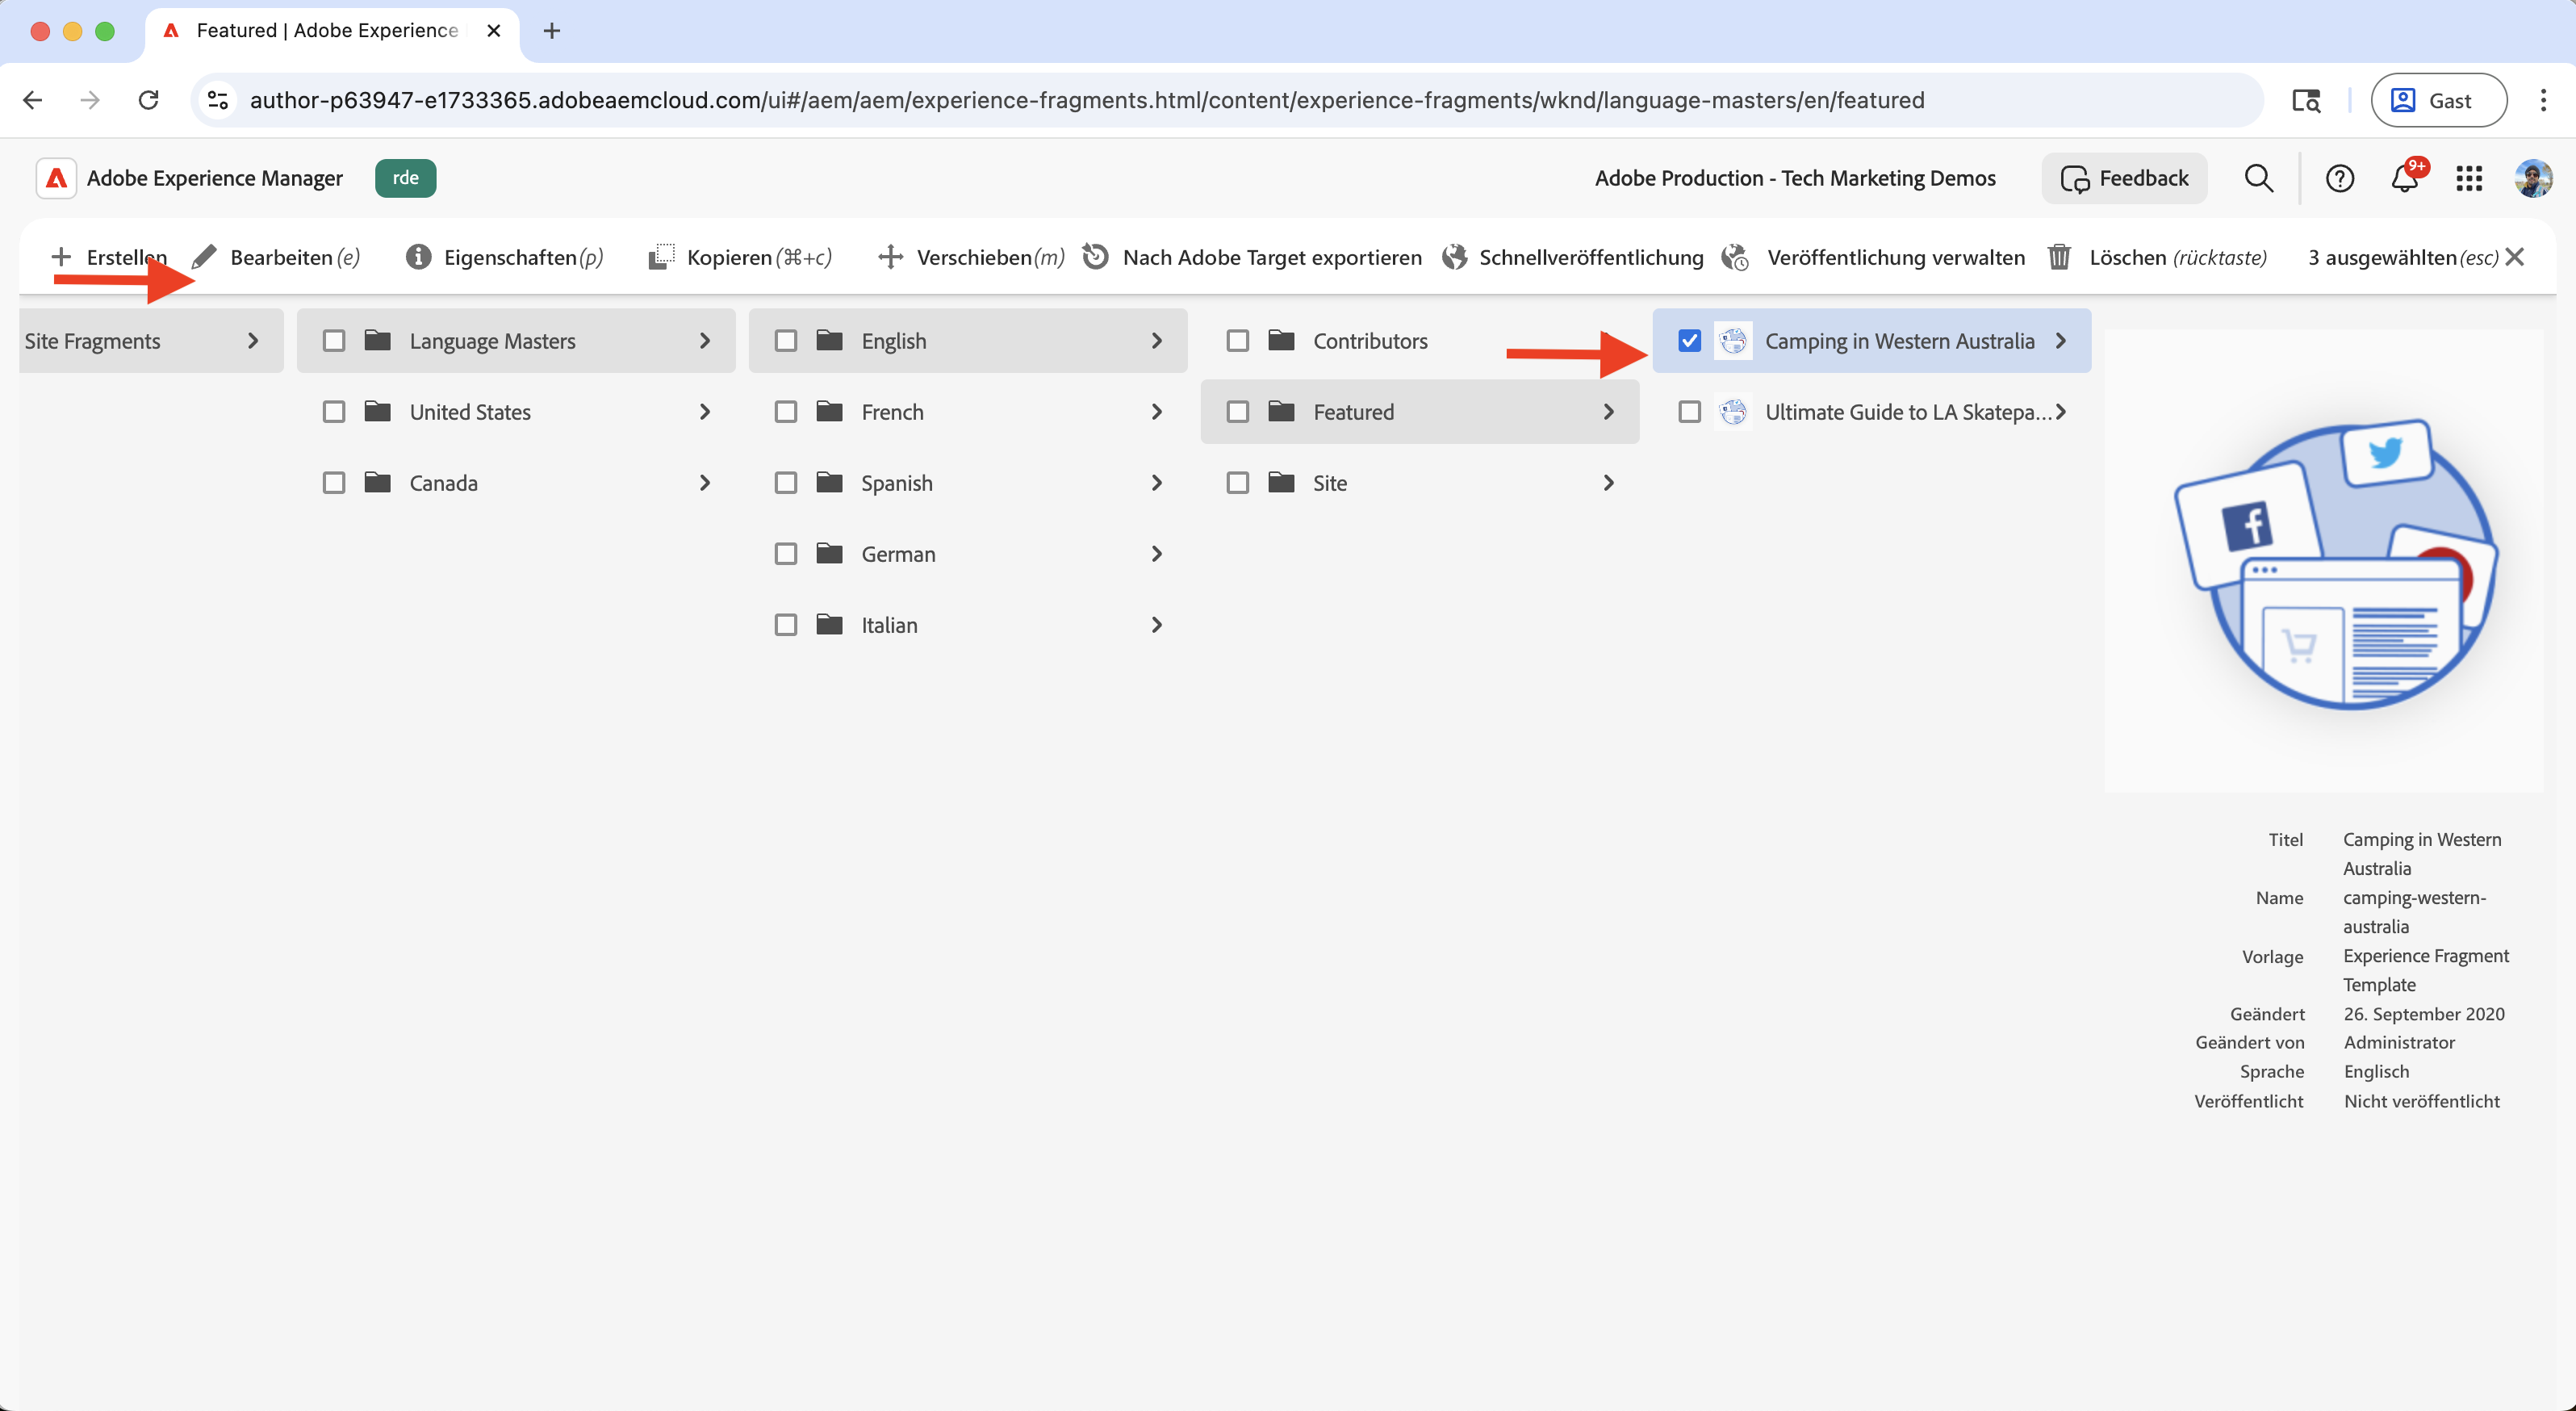 Featured | Adobe Experience
author-p63947-e1733365.adobeaemcloud.com/ui#/aem/aem/experience-fragments.html/content/experience-fragments/wknd/language-masters/en/featured
Gast
Adobe Experience Manager
rde
Adobe Production - Tech Marketing Demos
Feedback
9+
Erstellen
Bearbeiten (e)
Eigenschaften (p)
Kopieren (⌘+c)
Verschieben (m)
Nach Adobe Target exportieren
Schnellveröffentlichung
Veröffentlichung verwalten
Löschen (rücktaste)
3 ausgewählten (esc)
Site Fragments
Language Masters
United States
Canada
English
French
Spanish
German
Italian
Contributors
Featured
Site
Camping in Western Australia
Ultimate Guide to LA Skatepa...
Titel Camping in Western
Australia
Name camping-western-
australia
Vorlage Experience Fragment
Template
Geändert 26. September 2020
Geändert von Administrator
Sprache Englisch
Veröffentlicht Nicht veröffentlicht